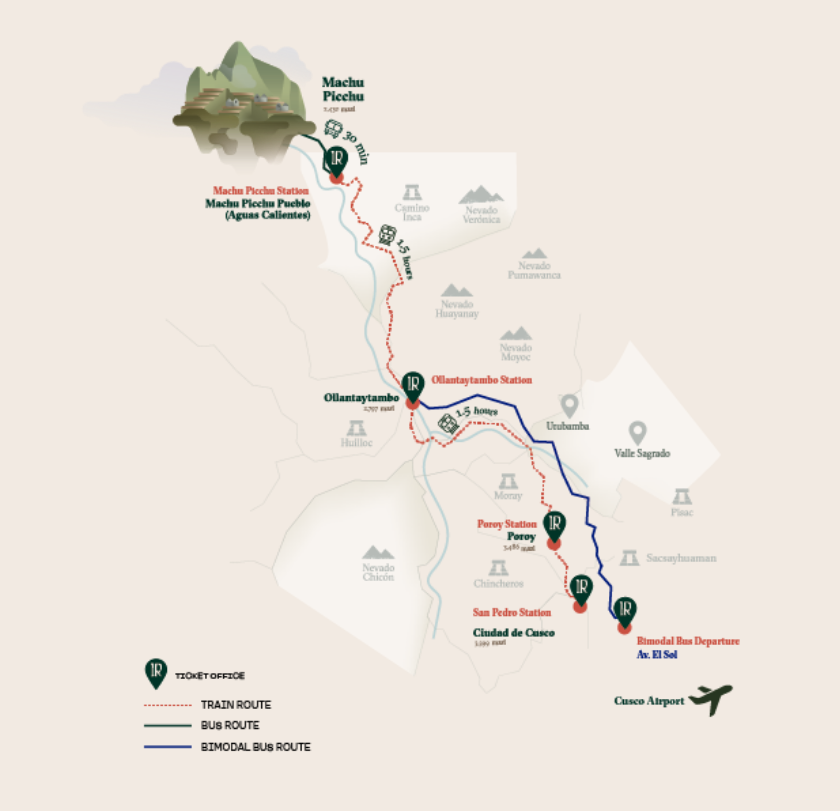 Machu
Picchu
2,430 msnl
30 min
IR
Machu Picchu Station
Machu Picchu Pueblo
(Aguas Calientes)
Camino
Inca
Nevado
Verónica
1.5 hours
Nevado
Pumawanca
Nevado
Huayanay
Nevado
Moyoc
IR
Ollantaytambo Station
Ollantaytambo
2,797 msnl
1.5 hours
Huilloc
Urubamba
Valle Sagrado
Moray
Pisac
Poroy Station
IR
Poroy
3,486 msnl
Sacsayhuaman
Nevado
Chicón
Chincheros
IR
IR
San Pedro Station
Ciudad de Cusco
3,399 msnl
Bimodal Bus Departure
Av. El Sol
IR
TICKET OFFICE
Cusco Airport
TRAIN ROUTE
BUS ROUTE
BIMODAL BUS ROUTE